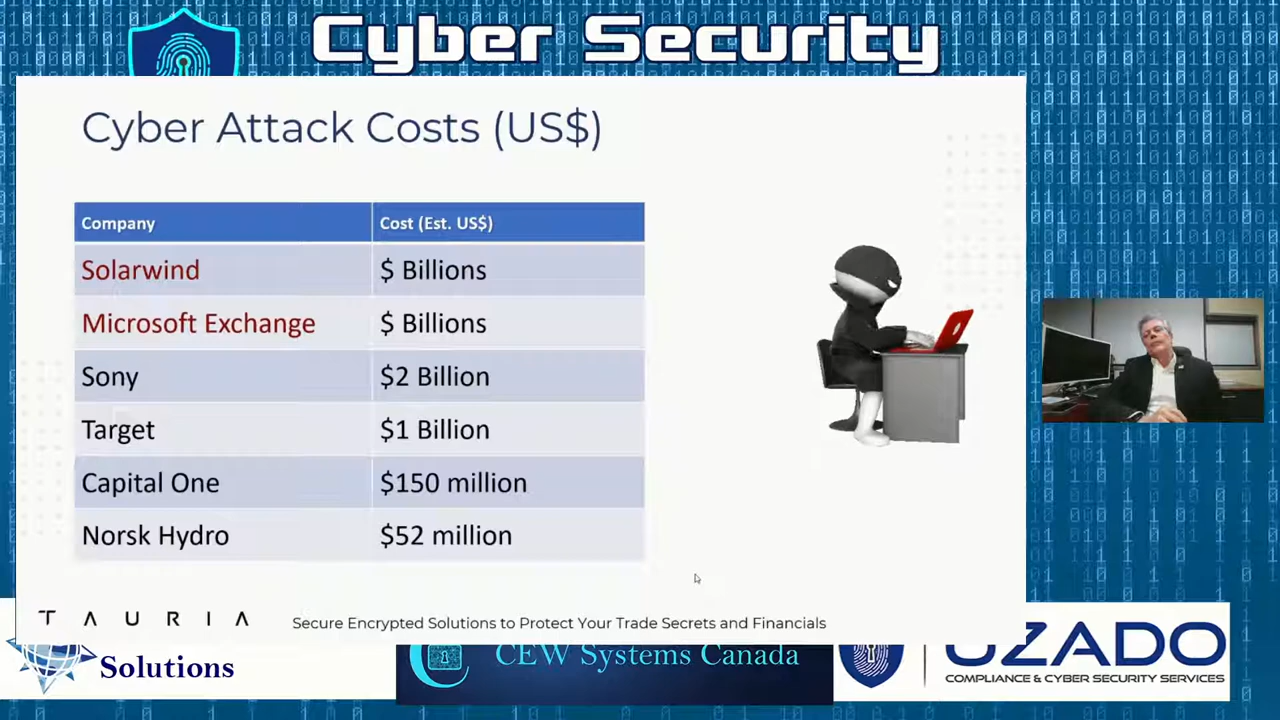 Cyber Security
Cyber Attack Costs (US$)
Company Cost (Est. US$)
Solarwind $ Billions
Microsoft Exchange $ Billions
Sony $2 Billion
Target $1 Billion
Capital One $150 million
Norsk Hydro $52 million
TAURIA Secure Encrypted Solutions to Protect Your Trade Secrets and Financials
Solutions
CEW Systems Canada
UZADO
COMPLIANCE & CYBER SECURITY SERVICES